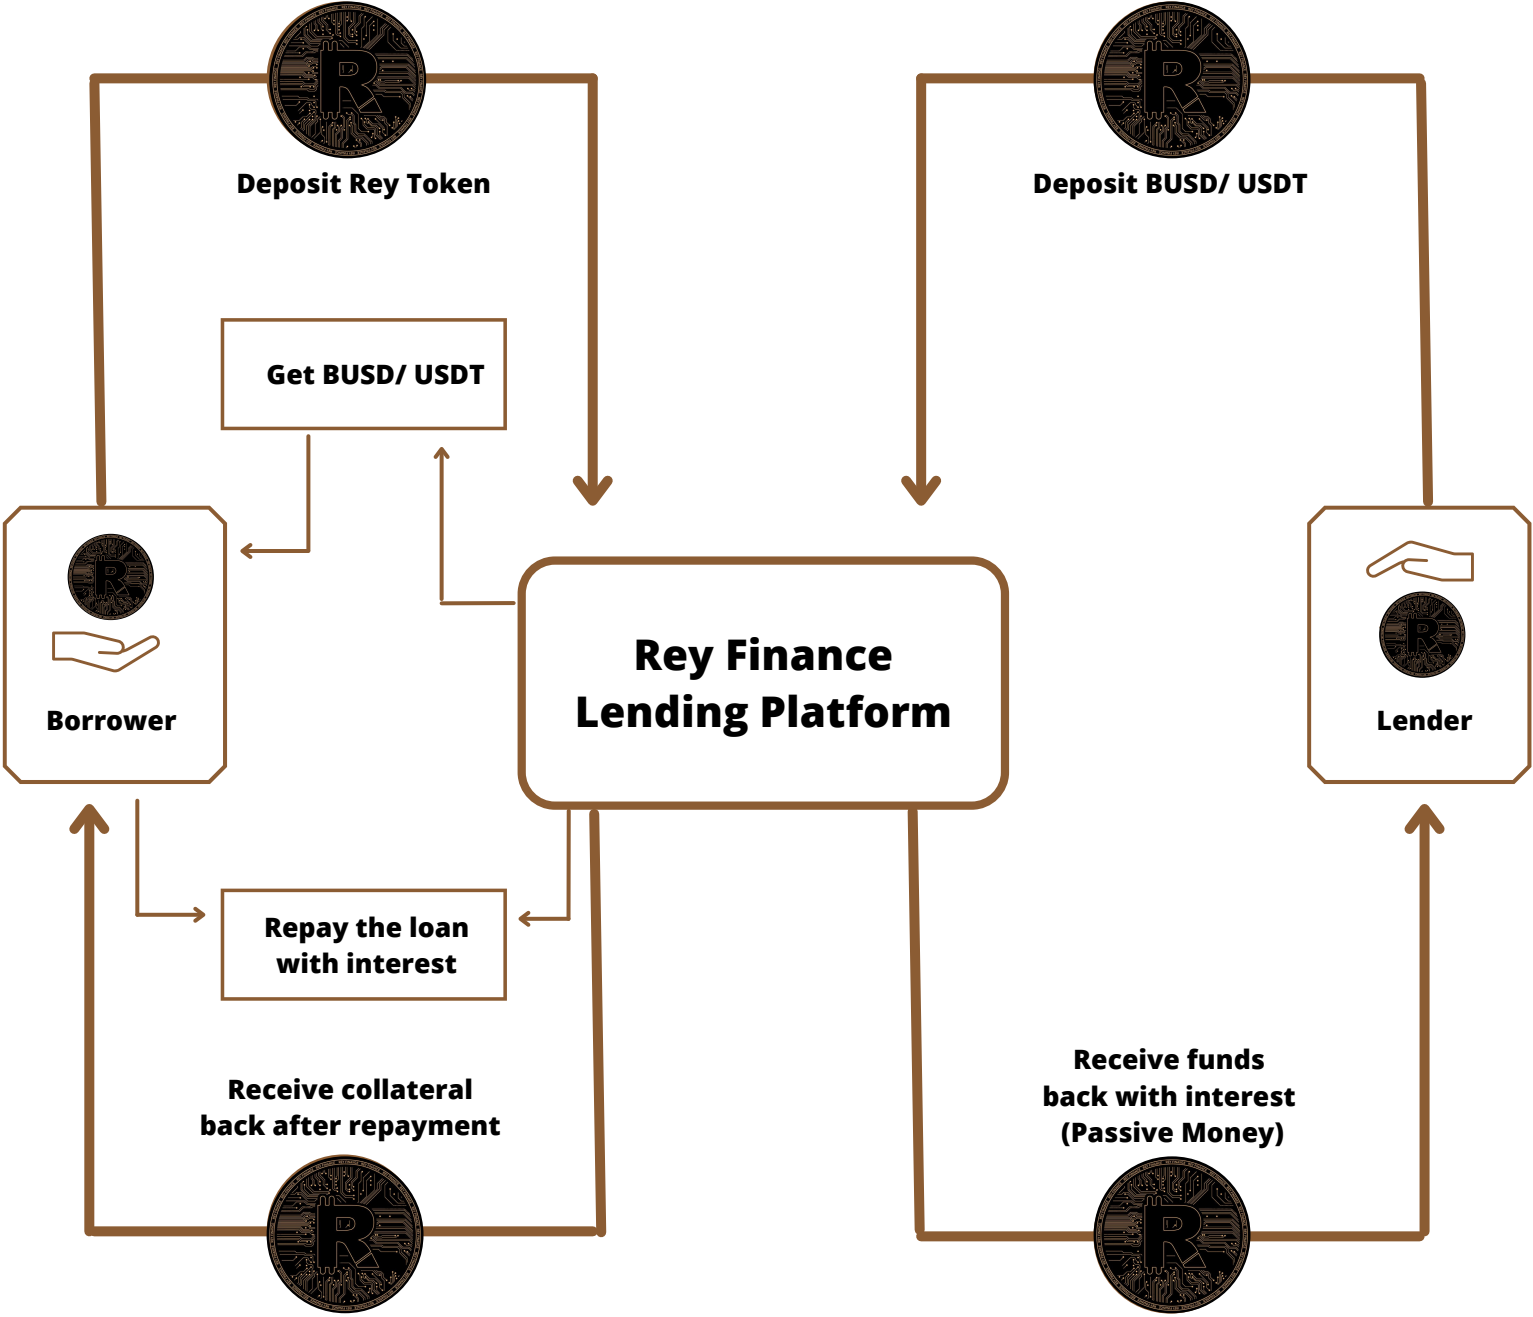 Deposit Rey Token
Deposit BUSD/ USDT
Get BUSD/ USDT
Borrower
Rey Finance
Lending Platform
Lender
Repay the loan
with interest
Receive collateral
back after repayment
Receive funds
back with interest
(Passive Money)